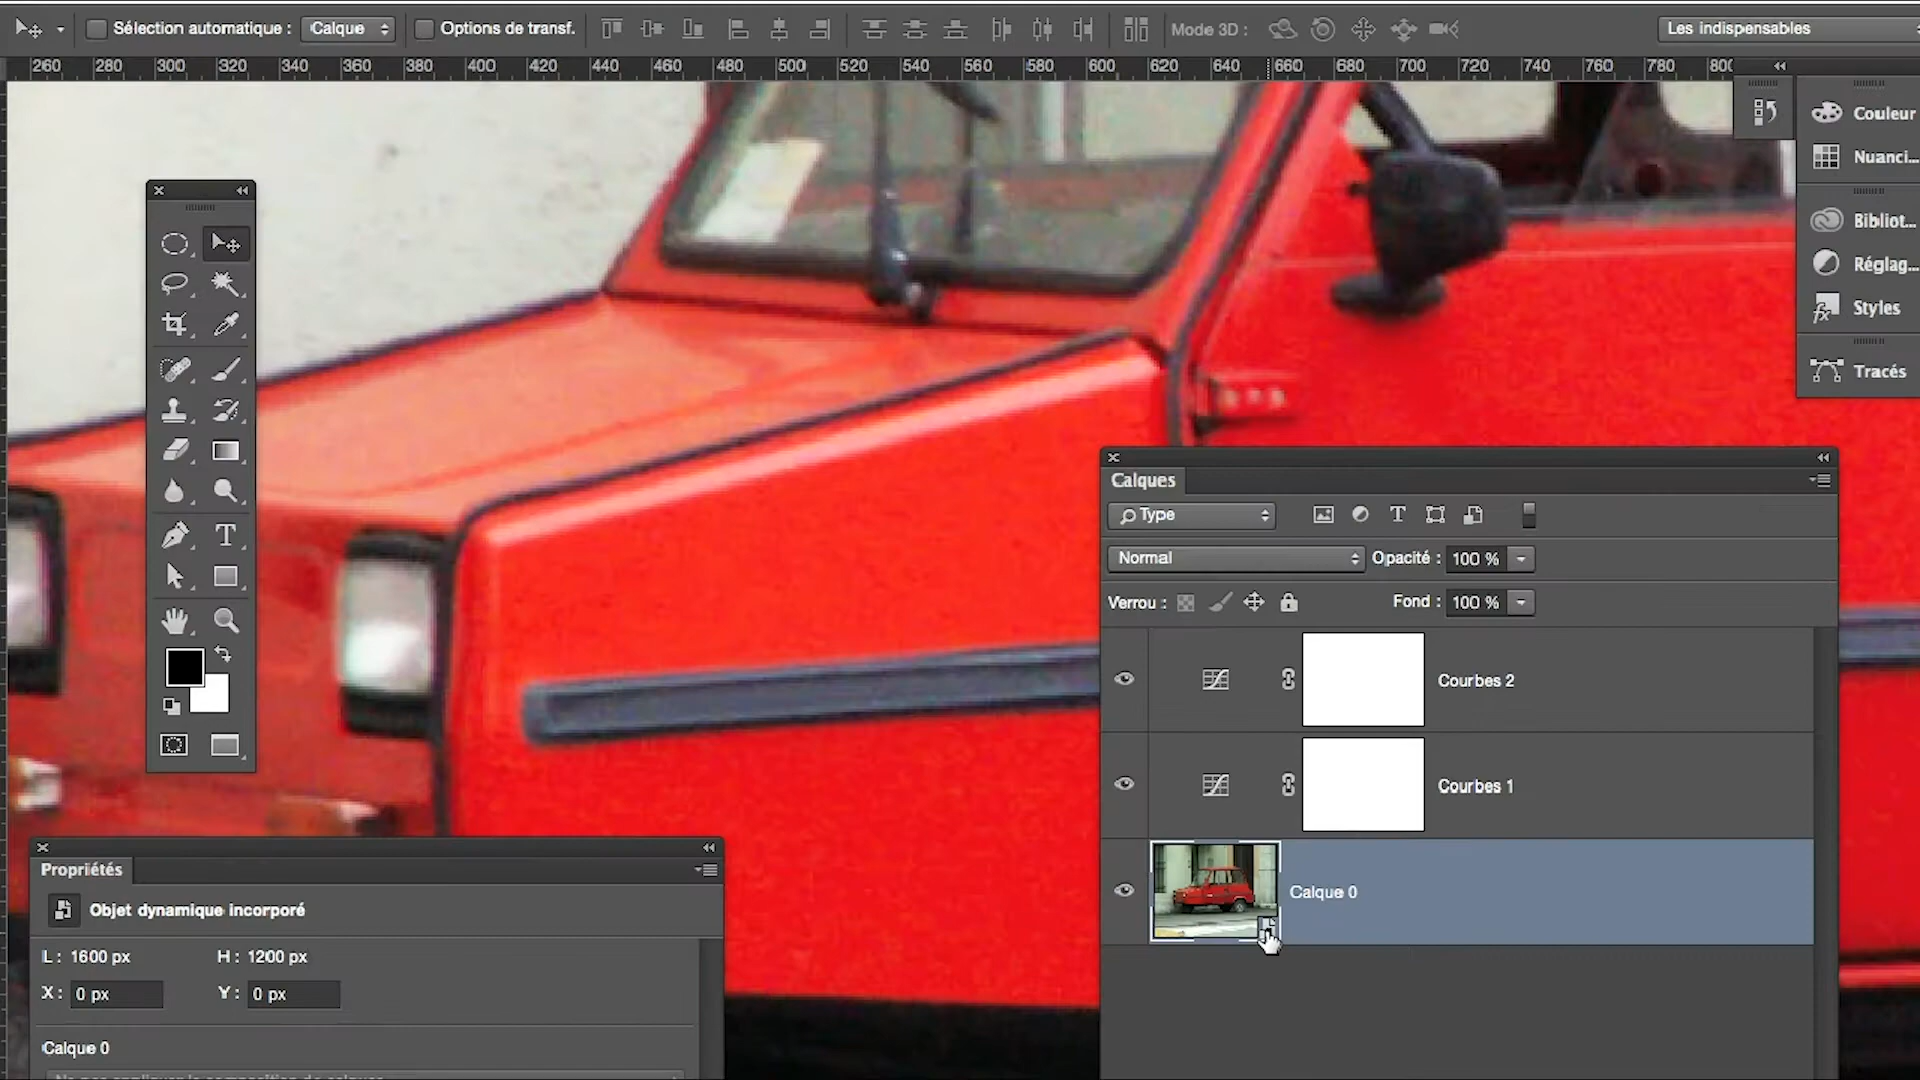 Sélection automatique : Calque Options de transf. Mode 3D : Les indispensables
260 280 300 320 340 360 380 400 420 440 460 480 500 520 540 560 580 600 620 640 660 680 700 720 740 760 780 800
Couleur
Nuanci...
Bibliot...
Réglag...
Styles
Tracés
Calques
Type
Normal Opacité : 100 %
Verrou : Fond : 100 %
Courbes 2
Courbes 1
Calque 0
Propriétés
Objet dynamique incorporé
L : 1600 px H : 1200 px
X : 0 px Y : 0 px
Calque 0